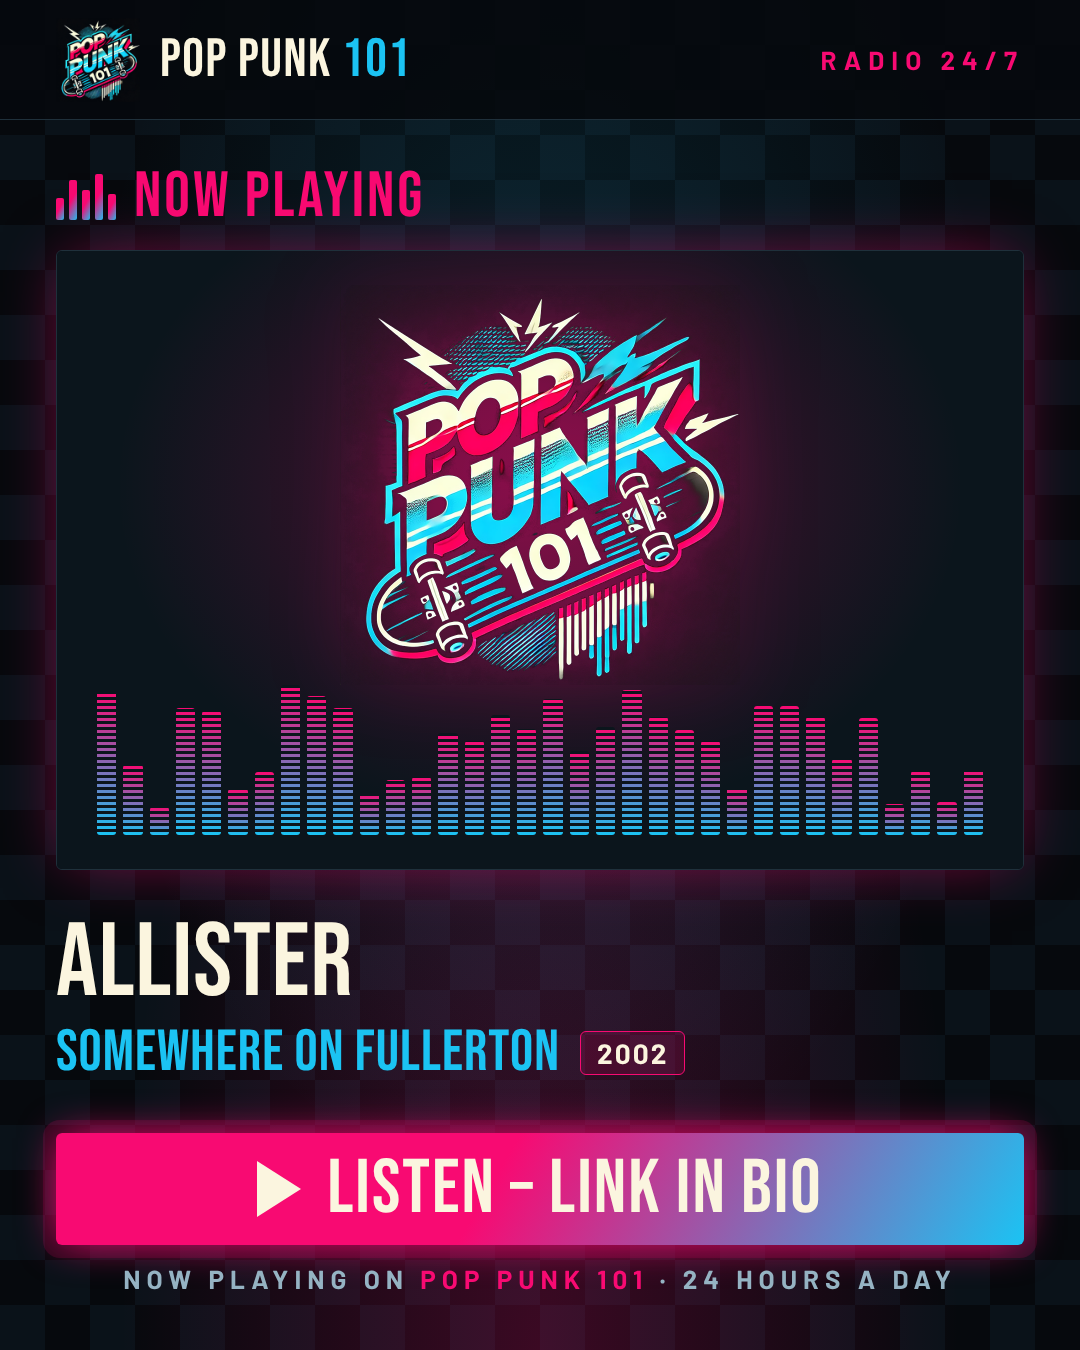 POP PUNK 101
POP PUNK 101
RADIO 24/7
NOW PLAYING
POP
PUNK
101
ALLISTER
SOMEWHERE ON FULLERTON 2002
LISTEN – LINK IN BIO
NOW PLAYING ON POP PUNK 101 · 24 HOURS A DAY